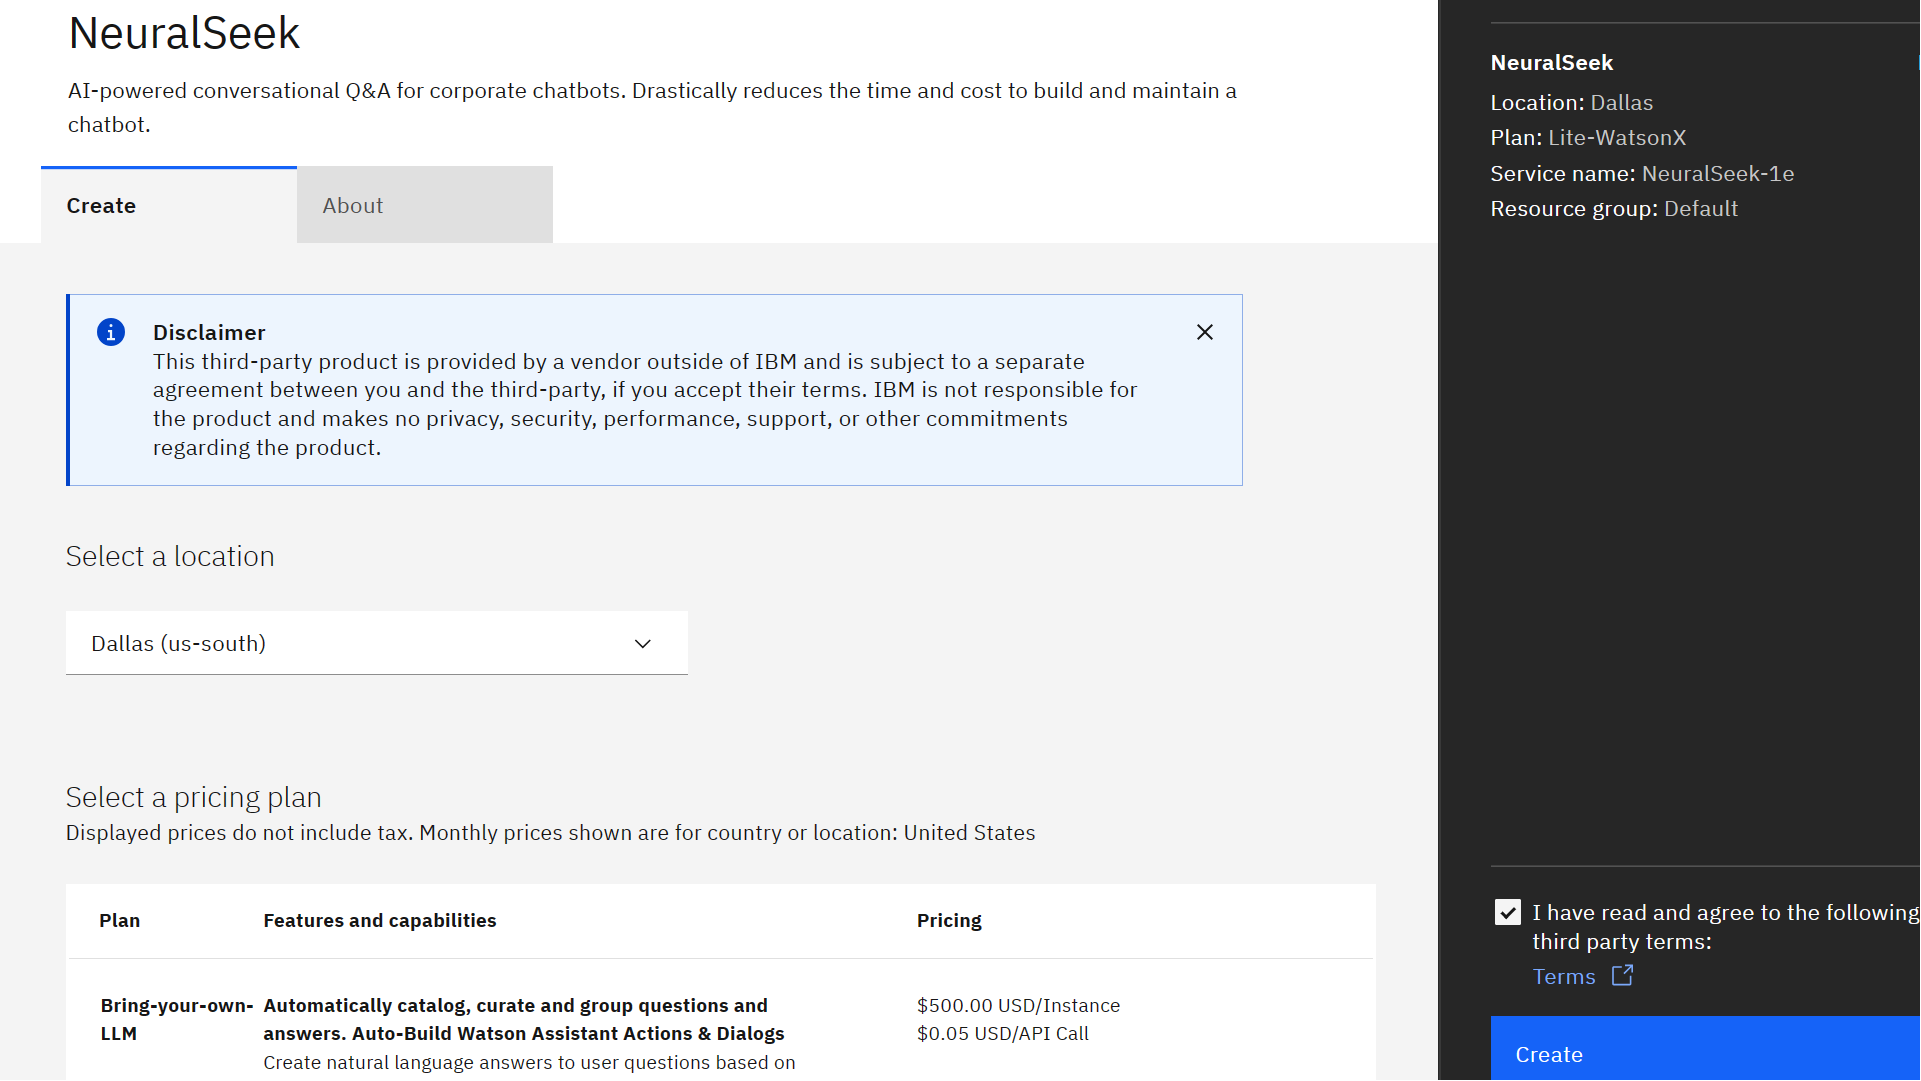 NeuralSeek
AI-powered conversational Q&A for corporate chatbots. Drastically reduces the time and cost to build and maintain a
chatbot.
Create
About
Disclaimer
This third-party product is provided by a vendor outside of IBM and is subject to a separate
agreement between you and the third-party, if you accept their terms. IBM is not responsible for
the product and makes no privacy, security, performance, support, or other commitments
regarding the product.
Select a location
Dallas (us-south)
Select a pricing plan
Displayed prices do not include tax. Monthly prices shown are for country or location: United States
Plan
Features and capabilities
Pricing
Bring-your-own-
LLM
Automatically catalog, curate and group questions and
answers. Auto-Build Watson Assistant Actions & Dialogs
Create natural language answers to user questions based on
$500.00 USD/Instance
$0.05 USD/API Call
NeuralSeek
Location: Dallas
Plan: Lite-WatsonX
Service name: NeuralSeek-1e
Resource group: Default
I have read and agree to the following
third party terms:
Terms
Create